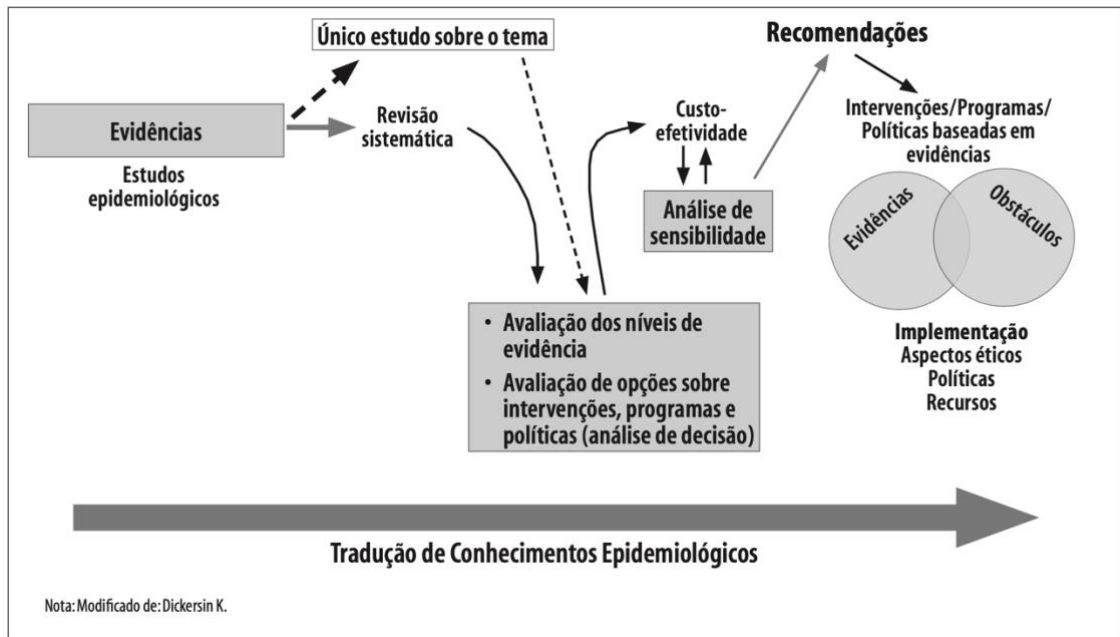 Único estudo sobre o tema
Recomendações
Evidências
Estudos
epidemiológicos
Revisão
sistemática
Custo-
efetividade
Análise de
sensibilidade
Intervenções/Programas/
Políticas baseadas em
evidências
Evidências
Obstáculos
• Avaliação dos níveis de
evidência
• Avaliação de opções sobre
intervenções, programas e
políticas (análise de decisão)
Implementação
Aspectos éticos
Políticas
Recursos
Tradução de Conhecimentos Epidemiológicos
Nota: Modificado de: Dickersin K.